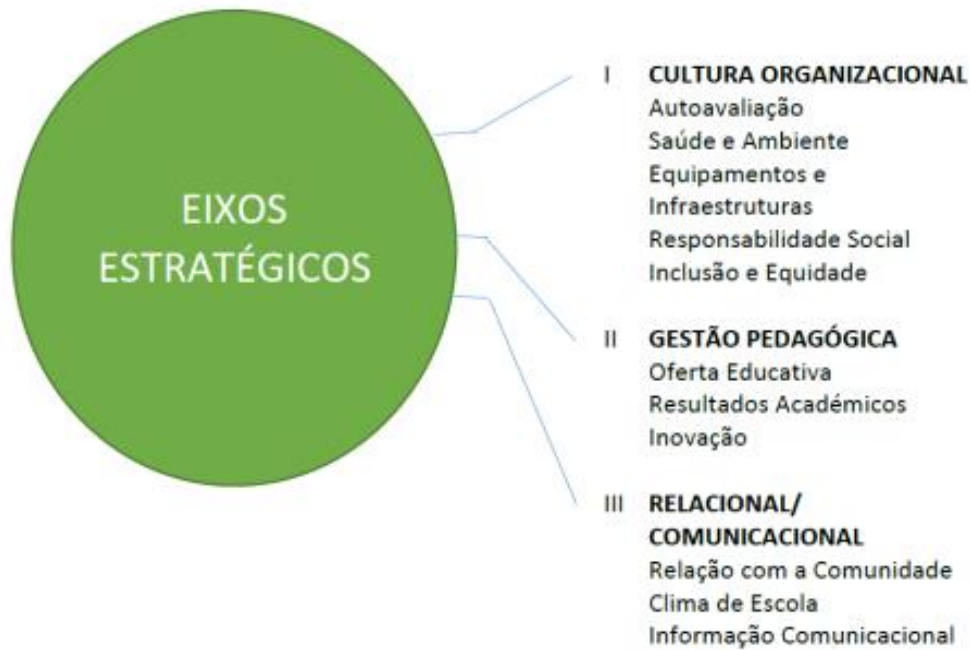 EIXOS
ESTRATÉGICOS
I CULTURA ORGANIZACIONAL
Autoavaliação
Saúde e Ambiente
Equipamentos e
Infraestruturas
Responsabilidade Social
Inclusão e Equidade
II GESTÃO PEDAGÓGICA
Oferta Educativa
Resultados Académicos
Inovação
III RELACIONAL/
COMUNICACIONAL
Relação com a Comunidade
Clima de Escola
Informação Comunicacional